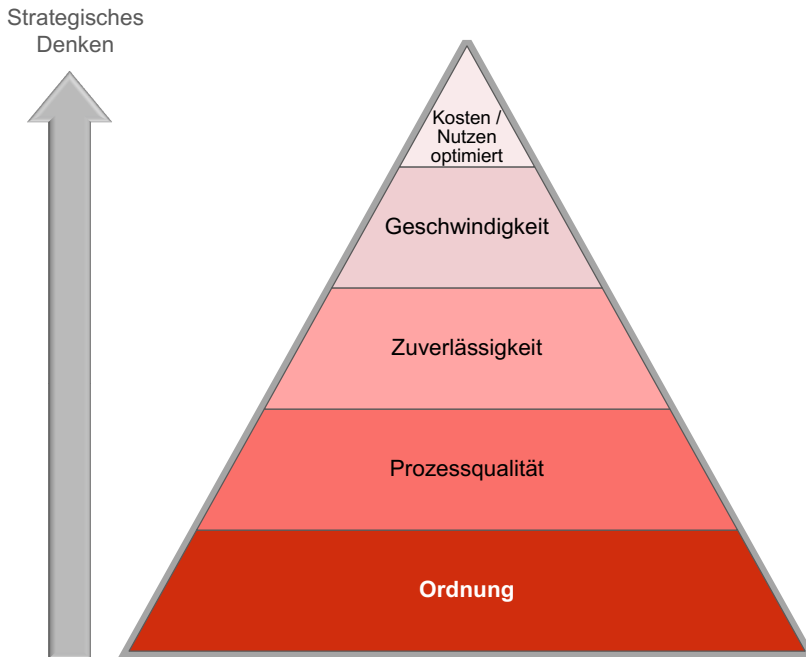 Strategisches
Denken
Kosten /
Nutzen
optimiert
Geschwindigkeit
Zuverlässigkeit
Prozessqualität
Ordnung